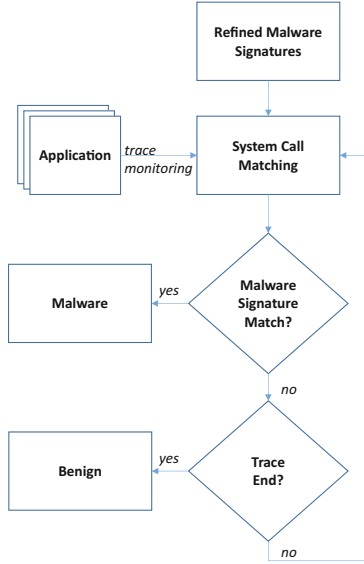 Refined Malware
Signatures
Application
trace
monitoring
System Call
Matching
Malware
Signature
Match?
yes
Malware
no
Trace
End?
yes
Benign
no